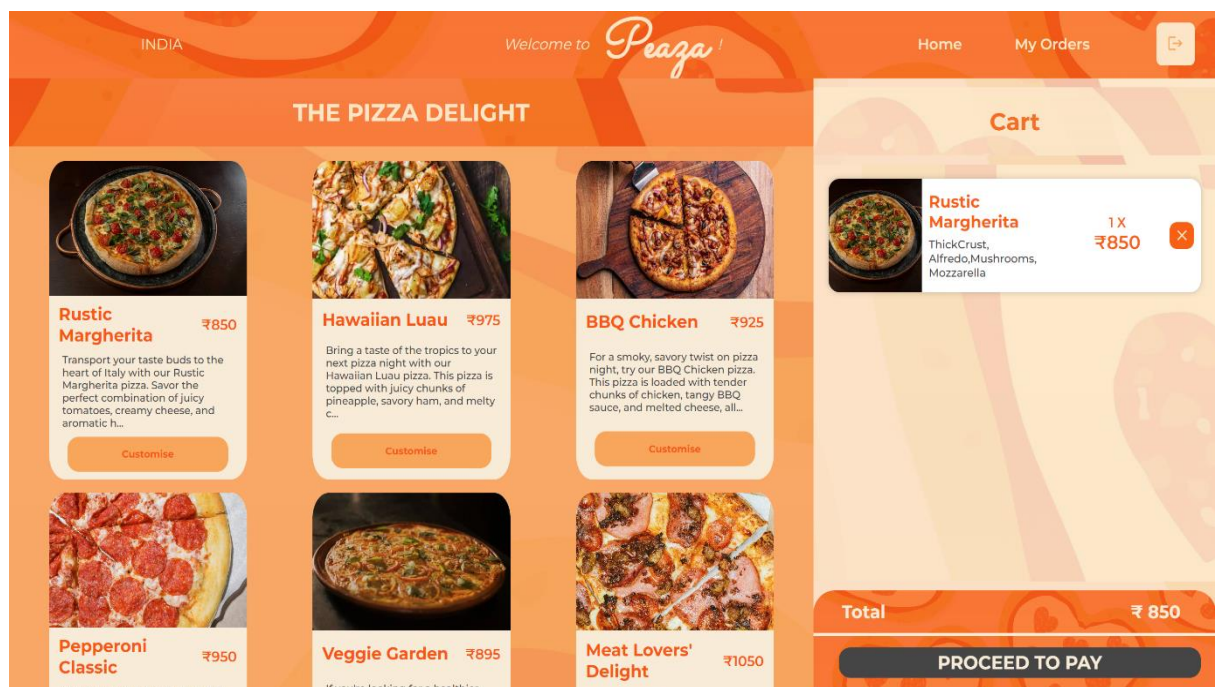 INDIA
Welcome to Peaza !
Home
My Orders
THE PIZZA DELIGHT
Rustic
Margherita
₹850
Transport your taste buds to the
heart of Italy with our Rustic
Margherita pizza. Savor the
perfect combination of juicy
tomatoes, creamy cheese, and
aromatic h...
Customise
Hawaiian Luau ₹975
Bring a taste of the tropics to your
next pizza night with our
Hawaiian Luau pizza. This pizza is
topped with juicy chunks of
pineapple, savory ham, and melty
c...
Customise
BBQ Chicken ₹925
For a smoky, savory twist on pizza
night, try our BBQ Chicken pizza.
This pizza is loaded with tender
chunks of chicken, tangy BBQ
sauce, and melted cheese, all...
Customise
Pepperoni
Classic
₹950
Veggie Garden ₹895
If you're looking for a healthier
Meat Lovers'
Delight
₹1050
Cart
Rustic
Margherita
ThickCrust,
Alfredo,Mushrooms,
Mozzarella
1 X
₹850
Total ₹ 850
PROCEED TO PAY